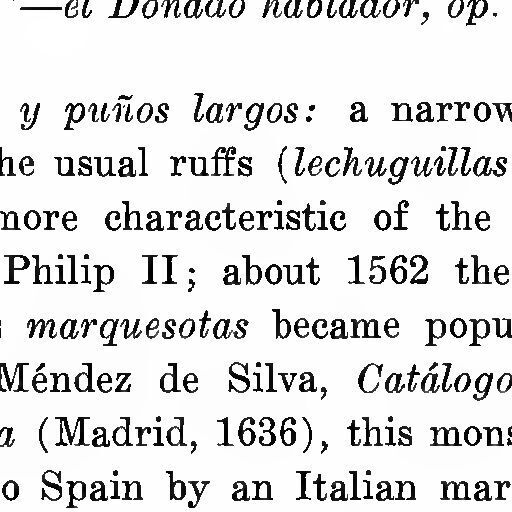 —el Donado hablador, op.
y puños largos: a narrow
he usual ruffs (lechuguillas
more characteristic of the
Philip II; about 1562 the
marquesotas became popu
Méndez de Silva, Catálogo
a (Madrid, 1636), this mons
o Spain by an Italian mar